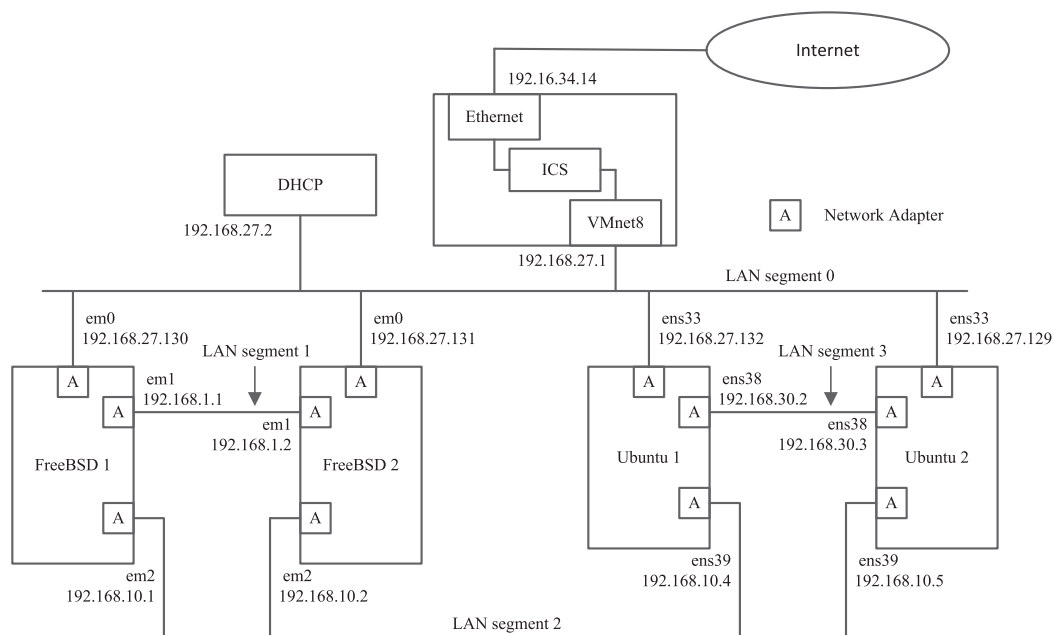 Internet
192.16.34.14
Ethernet
ICS
DHCP
VMnet8
A
Network Adapter
192.168.27.2
192.168.27.1
LAN segment 0
em0
192.168.27.130
em0
192.168.27.131
ens33
192.168.27.132
ens33
192.168.27.129
LAN segment 1
LAN segment 3
A
A
A
A
em1
192.168.1.1
ens38
192.168.30.2
A
A
A
A
em1
192.168.1.2
ens38
192.168.30.3
FreeBSD 1
FreeBSD 2
Ubuntu 1
Ubuntu 2
A
A
A
A
em2
192.168.10.1
em2
192.168.10.2
ens39
192.168.10.4
ens39
192.168.10.5
LAN segment 2